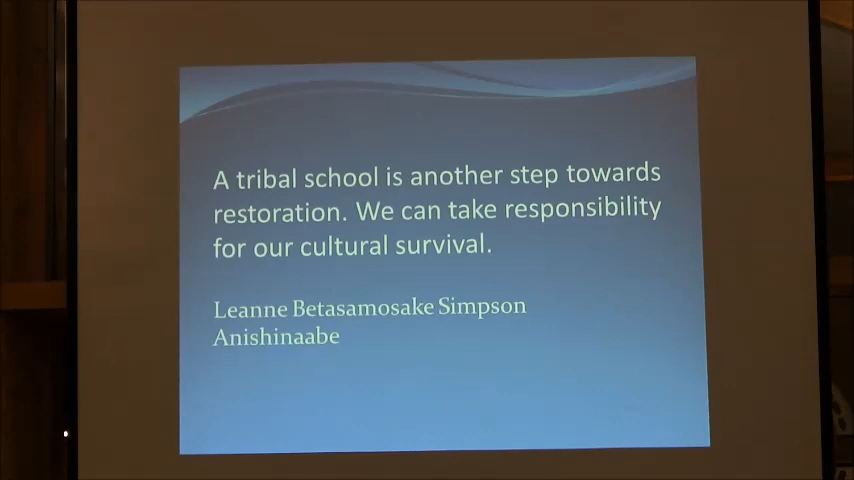 A tribal school is another step towards
restoration. We can take responsibility
for our cultural survival.
Leanne Betasamosake Simpson
Anishinaabe